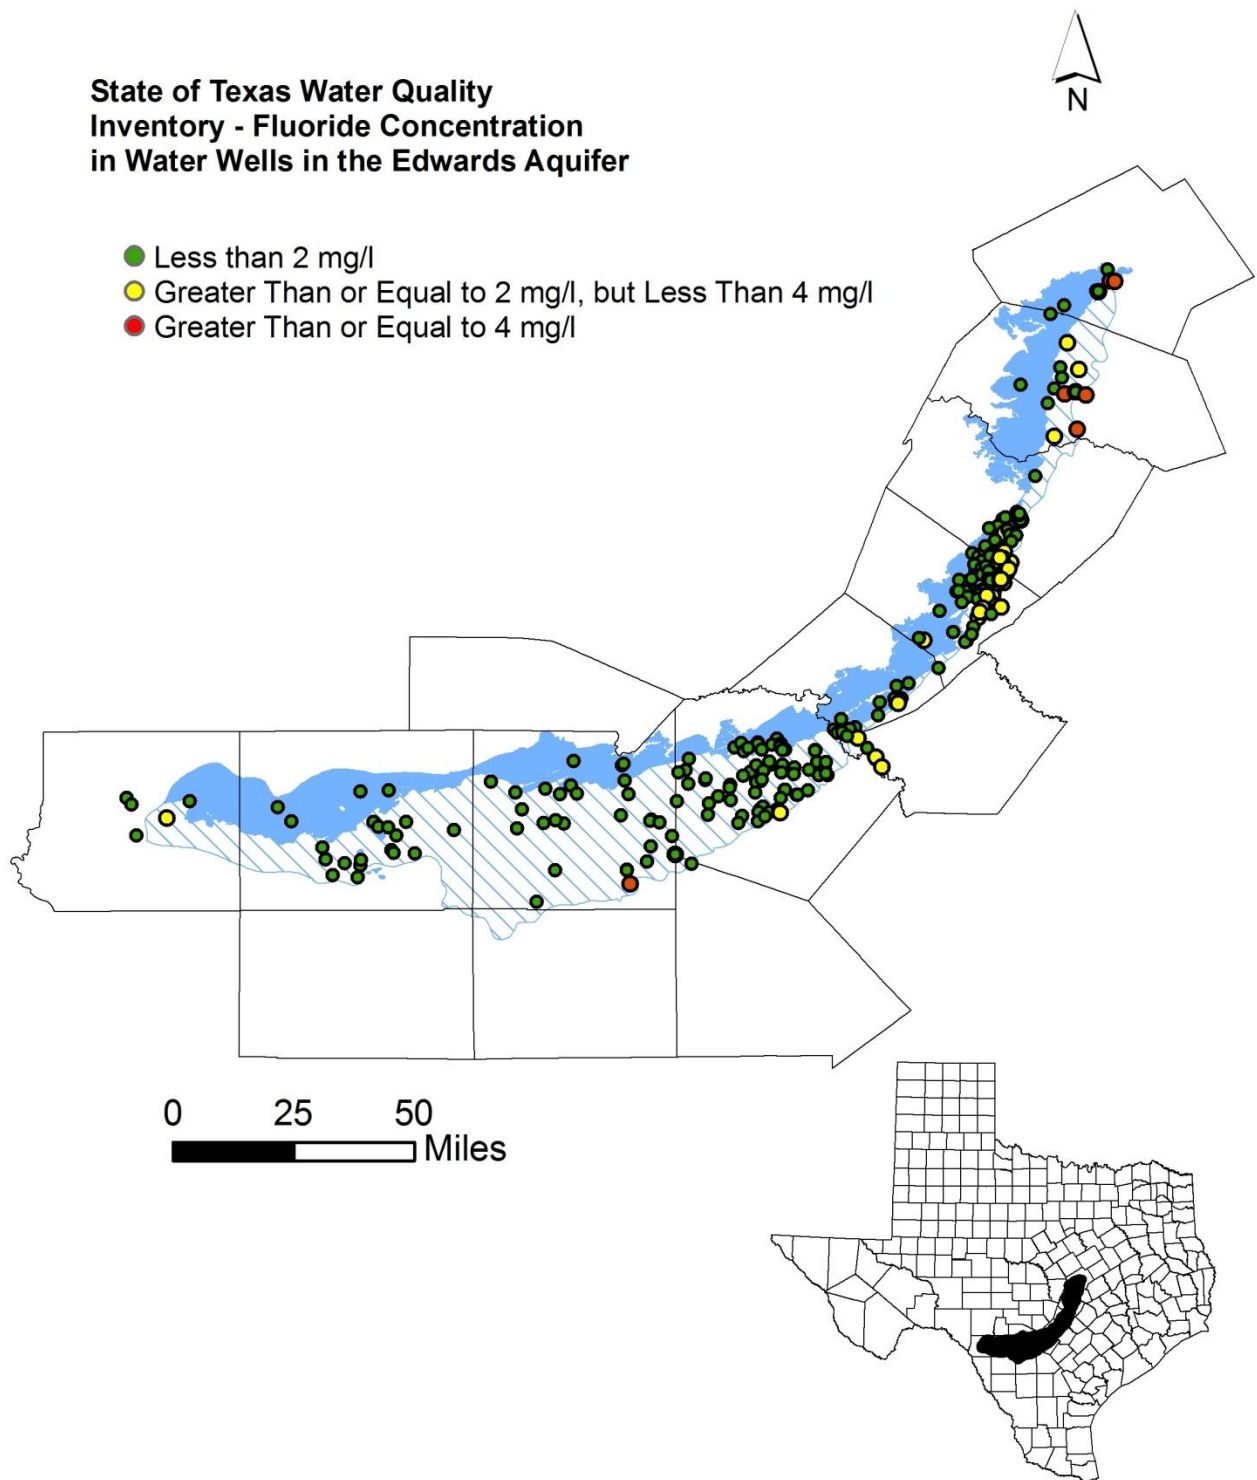 N
State of Texas Water Quality
Inventory - Fluoride Concentration
in Water Wells in the Edwards Aquifer
Less than 2 mg/l
Greater Than or Equal to 2 mg/l, but Less Than 4 mg/l
Greater Than or Equal to 4 mg/l
0 25 50
Miles